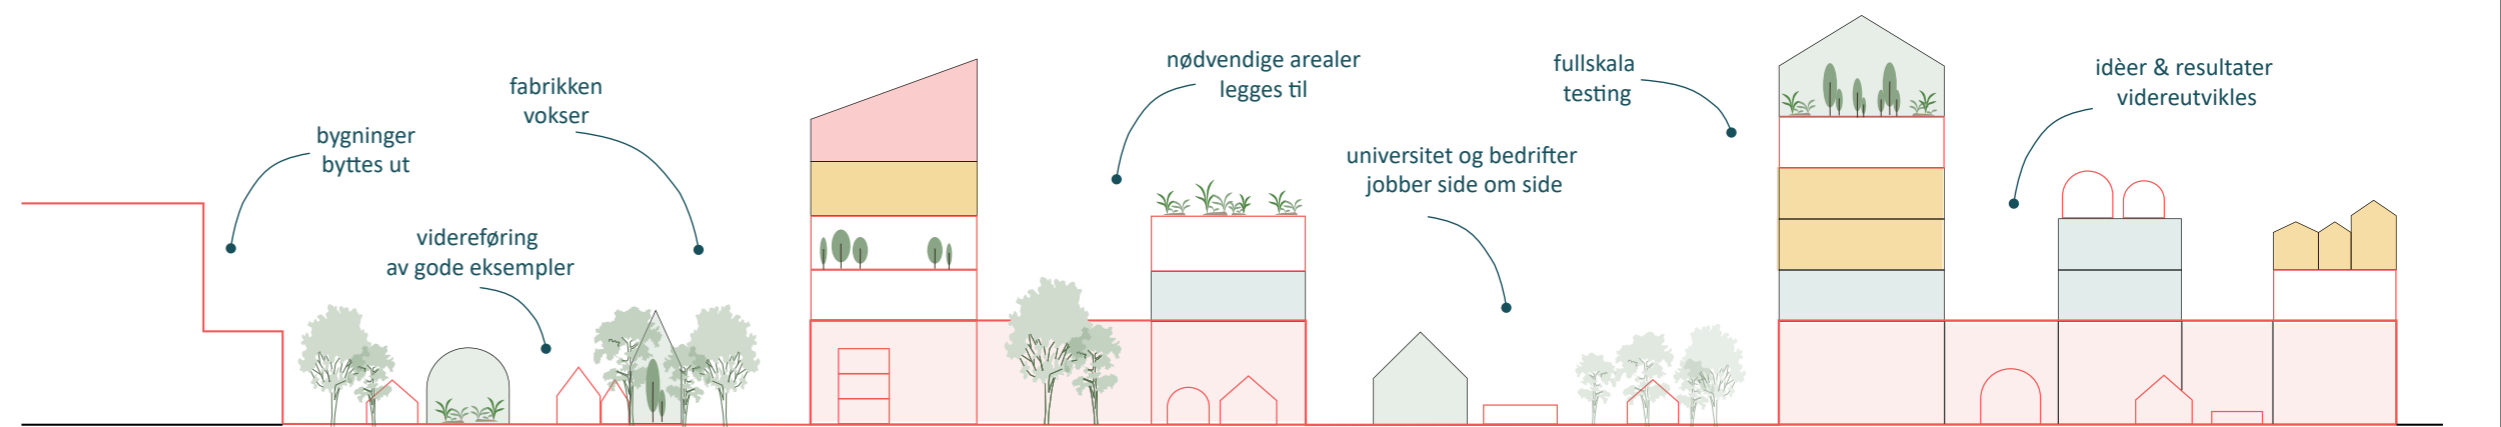 bygninger
byttes ut
videreføring
av gode eksempler
fabrikken
vokser
nødvendige arealer
legges til
universitet og bedrifter
jobber side om side
fullskala
testing
idèer & resultater
videreutvikles